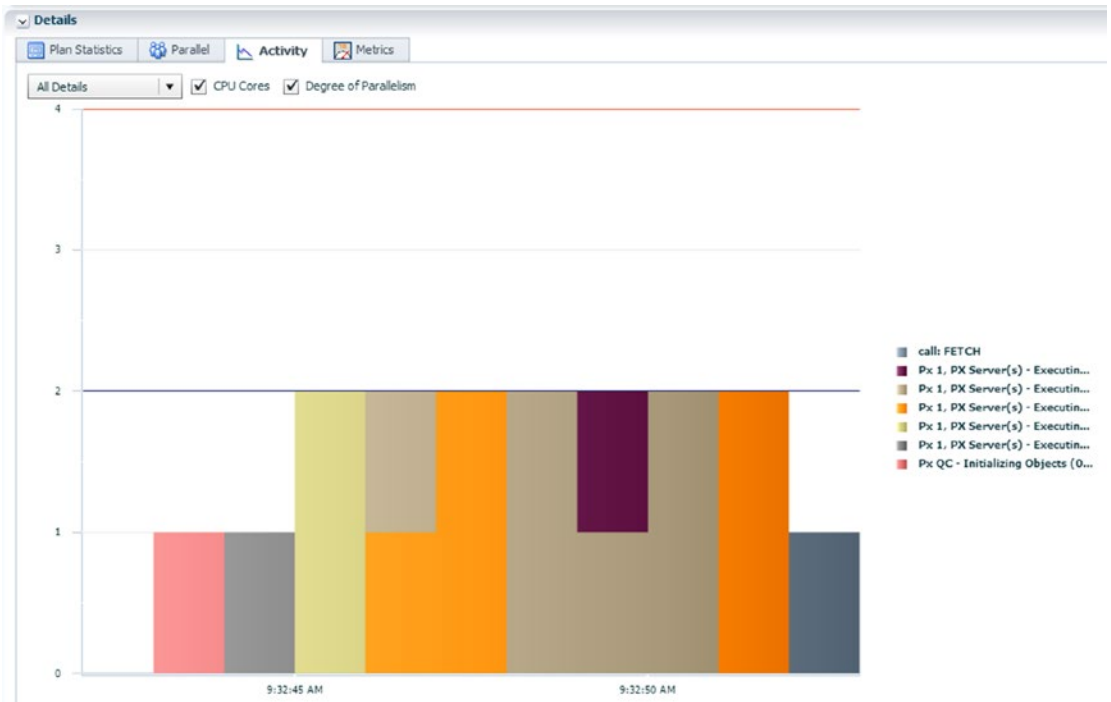 Details
Plan Statistics Parallel Activity Metrics
All Details CPU Cores Degree of Parallelism
4
3
2
1
0
9:32:45 AM 9:32:50 AM
call: FETCH
Px 1, PX Server(s) - Executin...
Px 1, PX Server(s) - Executin...
Px 1, PX Server(s) - Executin...
Px 1, PX Server(s) - Executin...
Px 1, PX Server(s) - Executin...
Px QC - Initializing Objects (0...